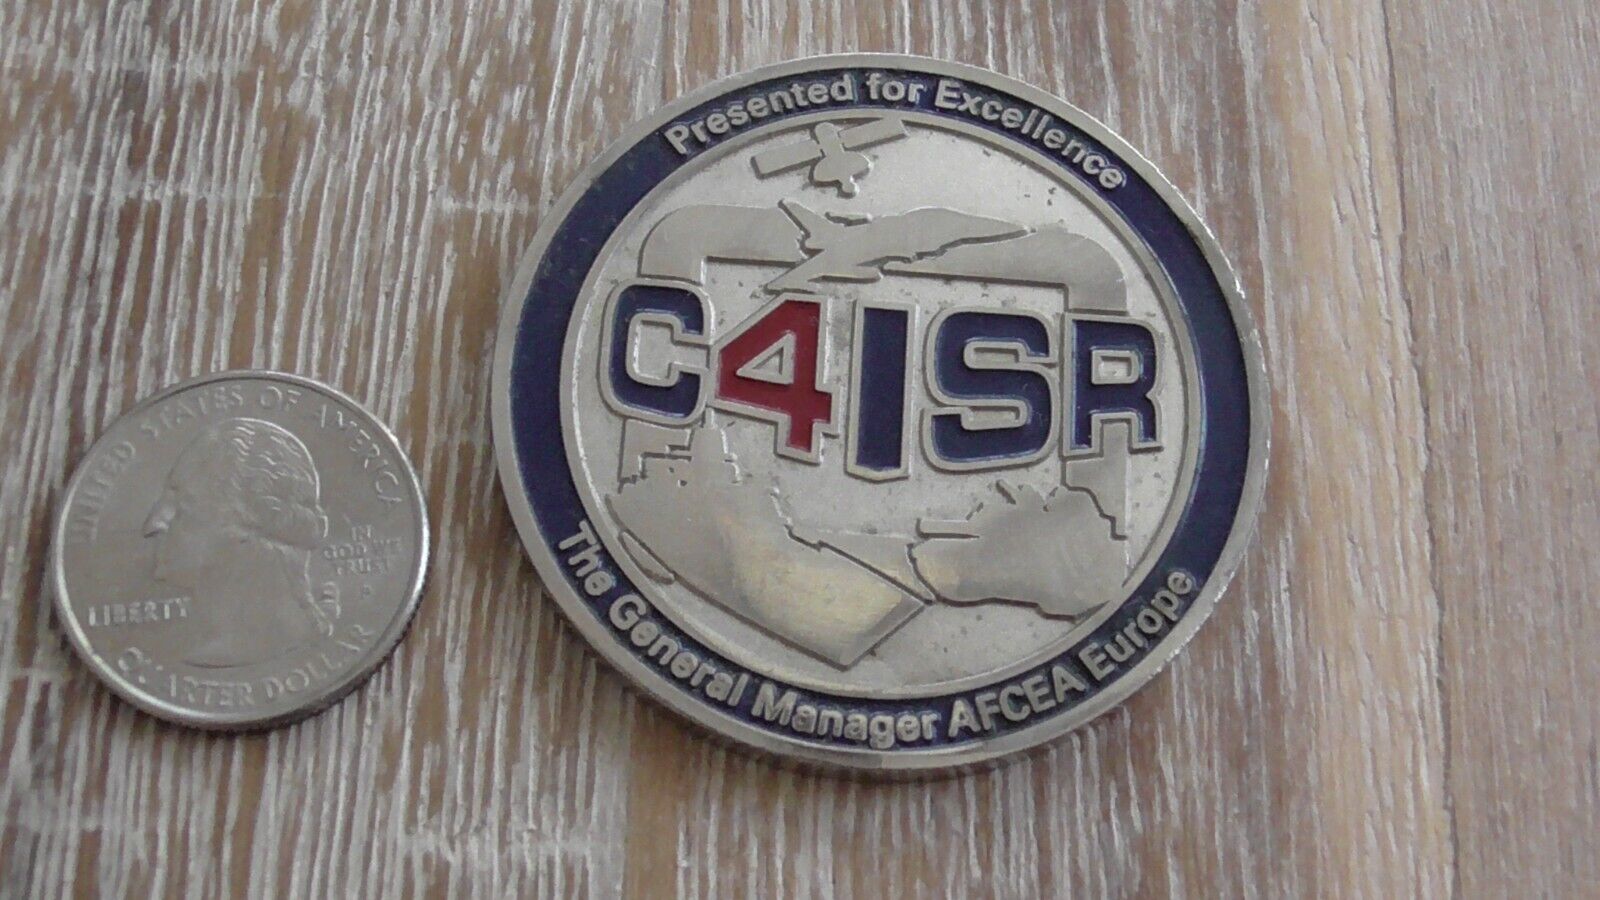 Presented for Excellence
C4ISR
The General Manager AFCEA Europe
UNITED STATES OF AMERICA
IN
GOD WE
TRUST
P
LIBERTY
QUARTER DOLLAR